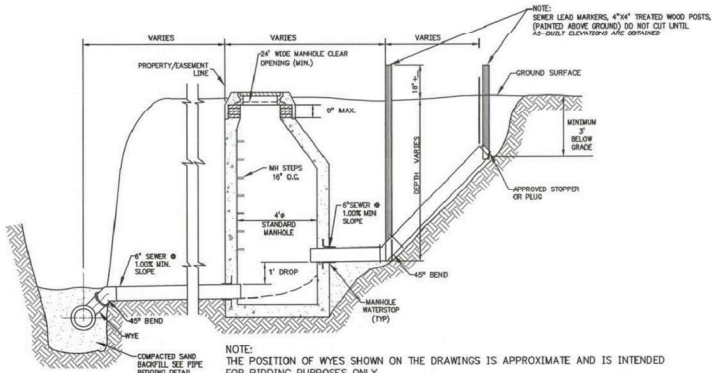 NOTE:
SEWER LEAD MARKERS, 4"X4" TREATED WOOD POSTS,
(PAINTED ABOVE GROUND) DO NOT CUT UNTIL
AS-BUILT ELEVATIONS ARE OBTAINED
VARIES
VARIES
VARIES
24' WIDE MANHOLE CLEAR
OPENING (MIN.)
PROPERTY/EASEMENT
LINE
18"+/-
GROUND SURFACE
9" MAX.
MINIMUM
3'
BELOW
GRADE
DEPTH VARIES
MH STEPS
16" O.C.
APPROVED STOPPER
OR PLUG
6"SEWER @
1.00% MIN
SLOPE
4'ø
STANDARD
MANHOLE
6" SEWER @
1.00% MIN.
SLOPE
1' DROP
45° BEND
MANHOLE
WATERSTOP
(TYP)
45° BEND
WYE
COMPACTED SAND
BACKFILL SEE PIPE
BEDDING DETAIL
NOTE:
THE POSITION OF WYES SHOWN ON THE DRAWINGS IS APPROXIMATE AND IS INTENDED
FOR BIDDING PURPOSES ONLY